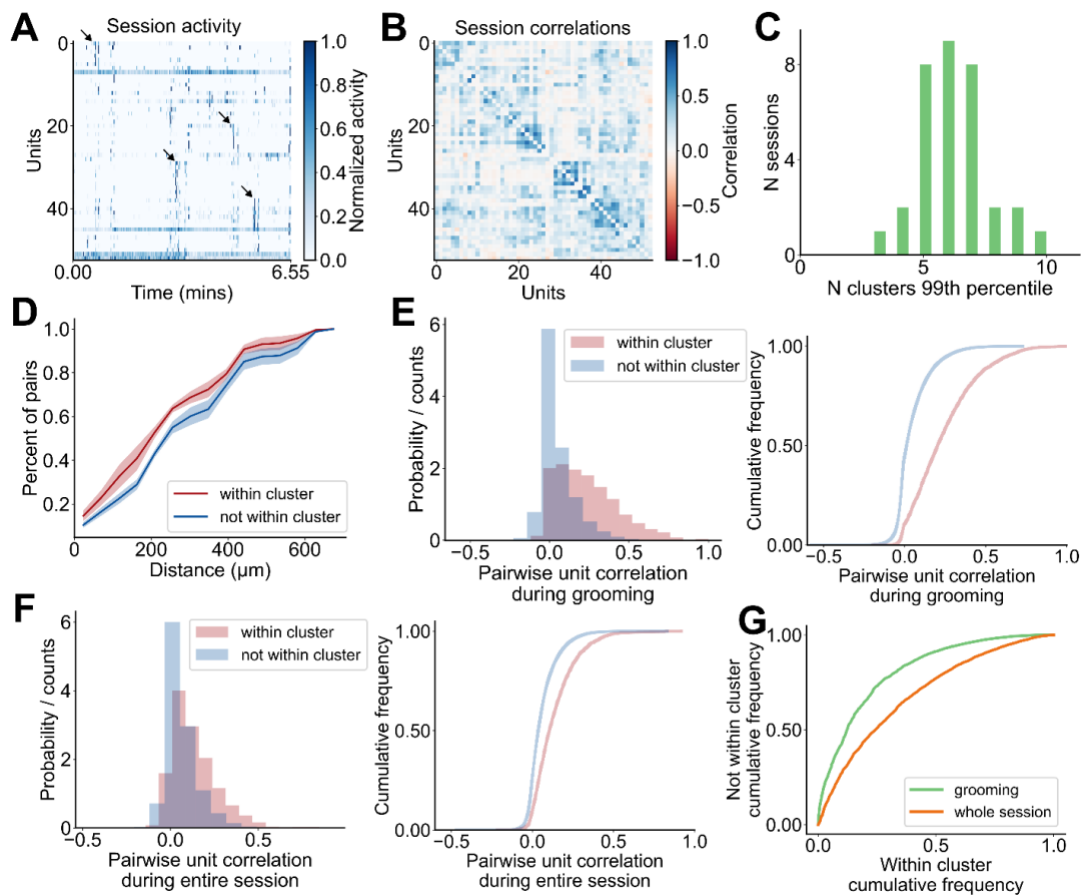 A
Session activity
0
20
40
Units
0.00
6.55
Time (mins)
1.0
0.8
0.6
0.4
0.2
0.0
Normalized activity
B
Session correlations
0
20
40
Units
0
20
40
Units
1.0
0.5
0.0
−0.5
−1.0
Correlation
C
8
4
0
N sessions
0
5
10
N clusters 99th percentile
D
1.0
0.8
0.6
0.4
0.2
Percent of pairs
within cluster
not within cluster
0
200
400
600
Distance (µm)
E
6
4
2
0
Probability / counts
within cluster
not within cluster
−0.5
0.0
0.5
1.0
Pairwise unit correlation
during grooming
1.00
0.50
0.00
Cumulative frequency
−0.5
0.0
0.5
1.0
Pairwise unit correlation
during grooming
F
6
4
2
0
Probability / counts
within cluster
not within cluster
−0.5
0.0
0.5
Pairwise unit correlation
during entire session
1.00
0.50
0.00
Cumulative frequency
−0.5
0.0
0.5
1.0
Pairwise unit correlation
during entire session
G
1.00
0.50
0.00
Not within cluster
cumulative frequency
grooming
whole session
0.0
0.5
1.0
Within cluster
cumulative frequency